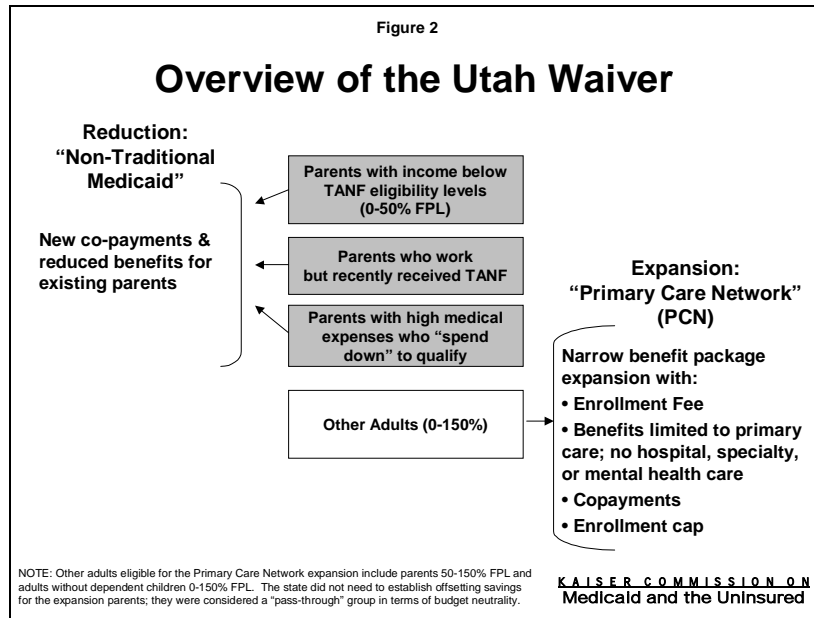 Figure 2
Overview of the Utah Waiver
Reduction:
“Non-Traditional
Medicaid”
New co-payments &
reduced benefits for
existing parents
Parents with income below
TANF eligibility levels
(0-50% FPL)
Parents who work
but recently received TANF
Parents with high medical
expenses who “spend
down” to qualify
Other Adults (0-150%)
Expansion:
“Primary Care Network”
(PCN)
Narrow benefit package
expansion with:
• Enrollment Fee
• Benefits limited to primary
care; no hospital, specialty,
or mental health care
• Copayments
• Enrollment cap
NOTE: Other adults eligible for the Primary Care Network expansion include parents 50-150% FPL and
adults without dependent children 0-150% FPL. The state did not need to establish offsetting savings
for the expansion parents; they were considered a “pass-through” group in terms of budget neutrality.
KAISER COMMISSION ON
Medicaid and the Uninsured